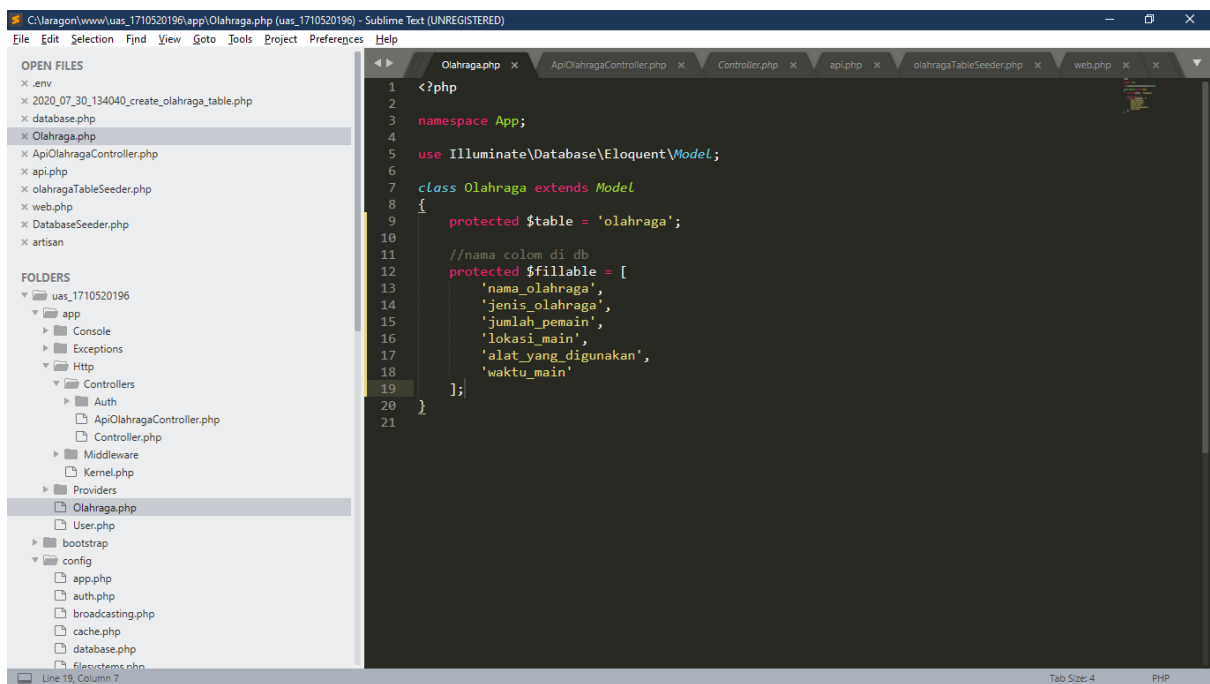 C:\laragon\www\uas_1710520196\app\Olahraga.php (uas_1710520196) - Sublime Text (UNREGISTERED)
File Edit Selection Find View Goto Tools Project Preferences Help
OPEN FILES
.env
2020_07_30_134040_create_olahraga_table.php
database.php
Olahraga.php
ApiOlahragaController.php
api.php
olahragaTableSeeder.php
web.php
DatabaseSeeder.php
artisan
FOLDERS
uas_1710520196
app
Console
Exceptions
Http
Controllers
Auth
ApiOlahragaController.php
Controller.php
Middleware
Kernel.php
Providers
Olahraga.php
User.php
bootstrap
config
app.php
auth.php
broadcasting.php
cache.php
database.php
filesystems.php
Olahraga.php ApiOlahragaController.php Controller.php api.php olahragaTableSeeder.php web.php
1 <?php
2
3 namespace App;
4
5 use Illuminate\Database\Eloquent\Model;
6
7 class Olahraga extends Model
8 {
9 protected $table = 'olahraga';
10
11 //nama colom di db
12 protected $fillable = [
13 'nama_olahraga',
14 'jenis_olahraga',
15 'jumlah_pemain',
16 'lokasi_main',
17 'alat_yang_digunakan',
18 'waktu_main'
19 ];
20 }
21
Line 19, Column 7 Tab Size: 4 PHP